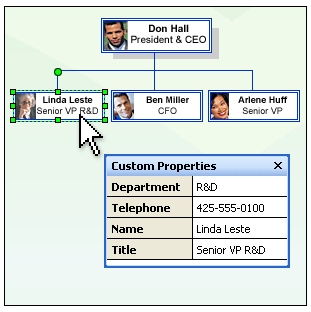 Don Hall
President & CEO
Linda Leste
Senior VP R&D
Ben Miller
CFO
Arlene Huff
Senior VP
Custom Properties
Department R&D
Telephone 425-555-0100
Name Linda Leste
Title Senior VP R&D